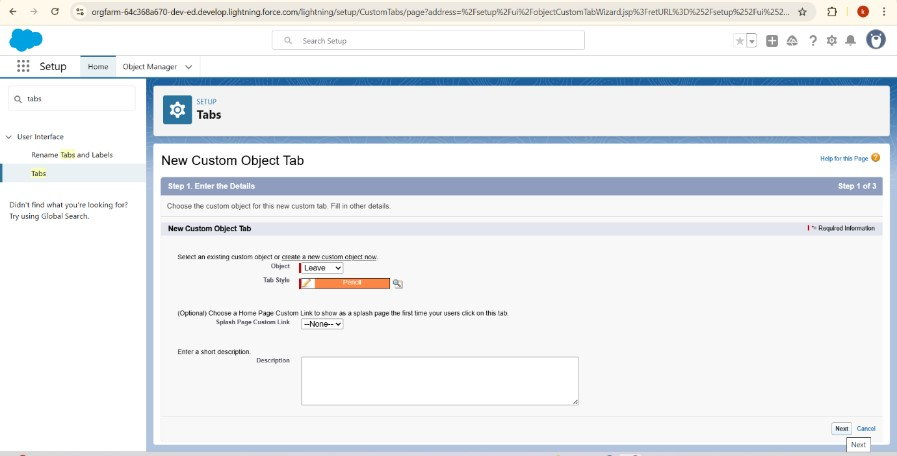 orgfarm-64c368a670-dev-ed.develop.lightning.force.com/lightning/setup/CustomTabs/page?address=%2Fsetup%2Fui%2FobjectCustomTabWizard.jsp%3FretURL%3D%252Fsetup%252Fui%252...
k
Search Setup
Setup
Home
Object Manager
tabs
User Interface
Rename Tabs and Labels
Tabs
Didn't find what you're looking for?
Try using Global Search.
SETUP
Tabs
New Custom Object Tab
Help for this Page
Step 1. Enter the Details
Step 1 of 3
Choose the custom object for this new custom tab. Fill in other details.
New Custom Object Tab
= Required Information
Select an existing custom object or create a new custom object now.
Object
Leave
Tab Style
Pencil
(Optional) Choose a Home Page Custom Link to show as a splash page the first time your users click on this tab.
Splash Page Custom Link
--None--
Enter a short description.
Description
Next
Cancel
Next